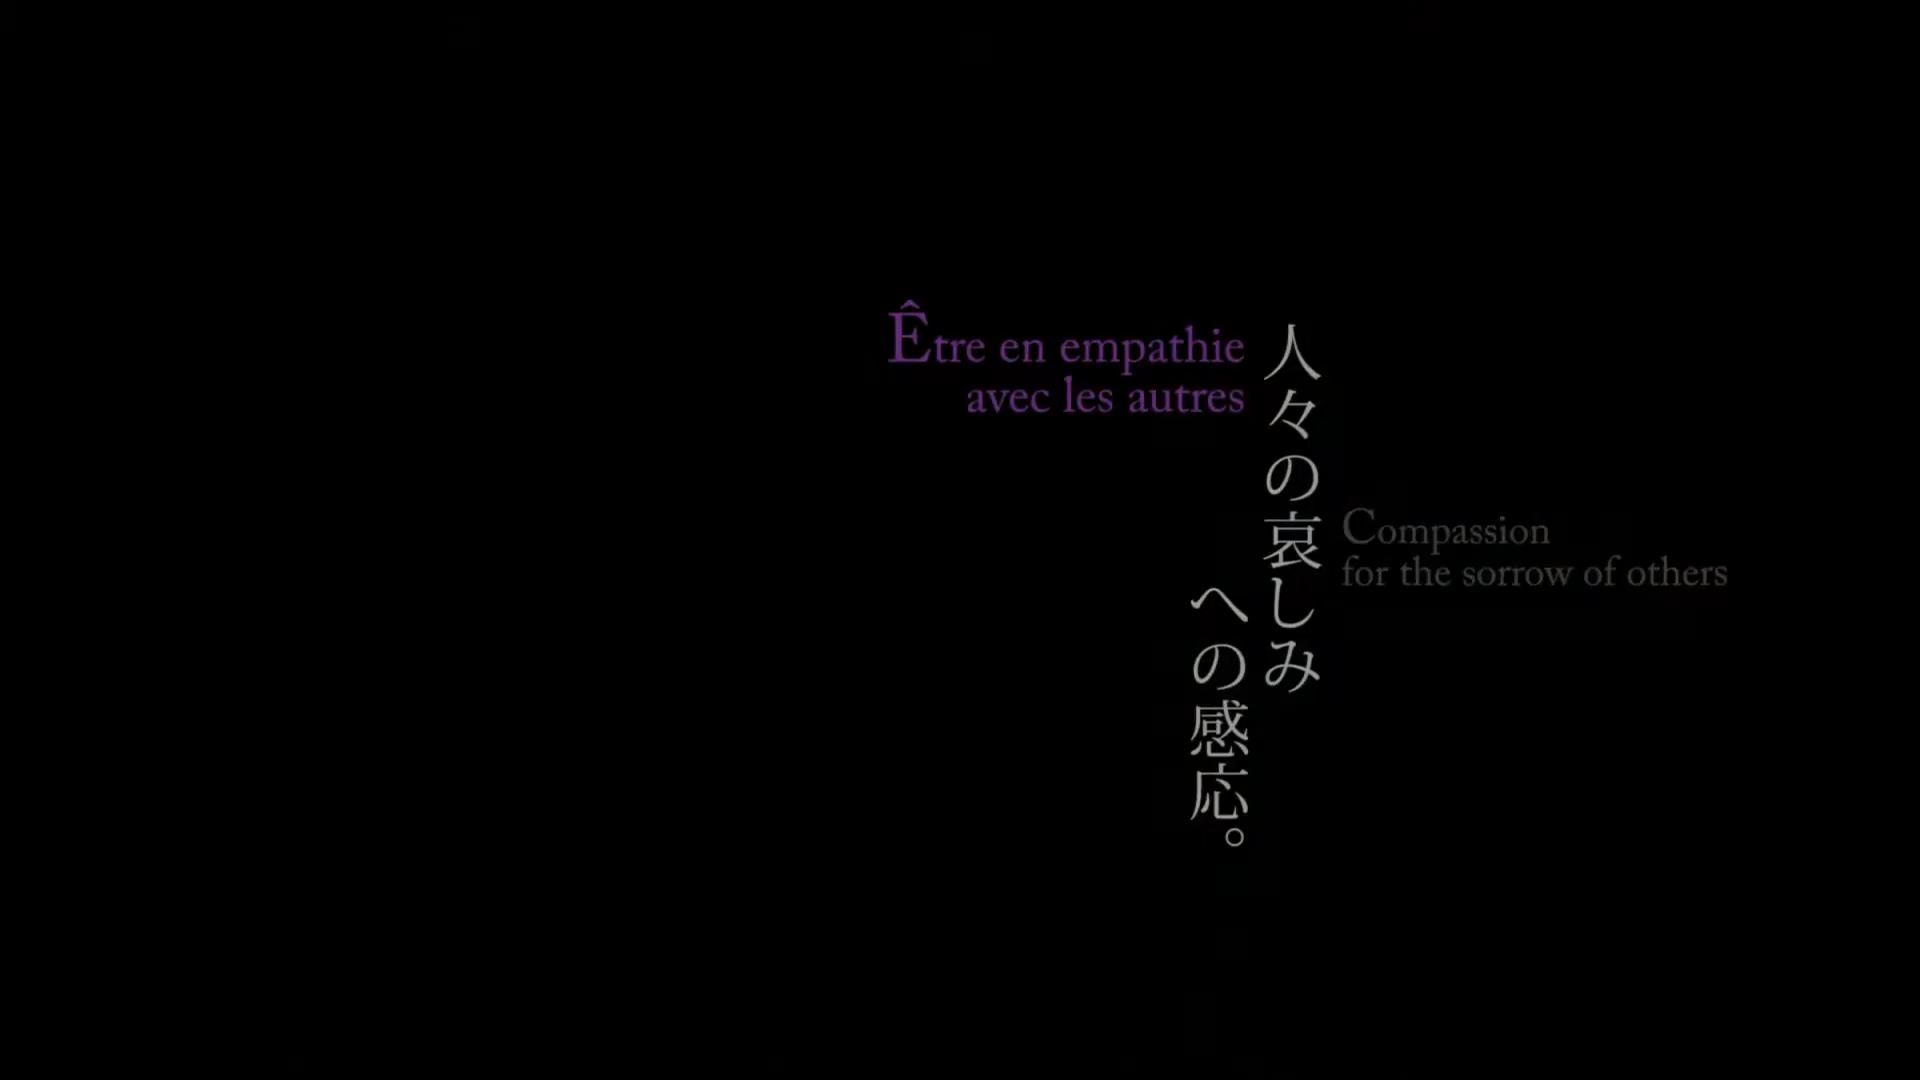 Être en empathie
avec les autres
人々の哀しみ
への感応。
Compassion
for the sorrow of others